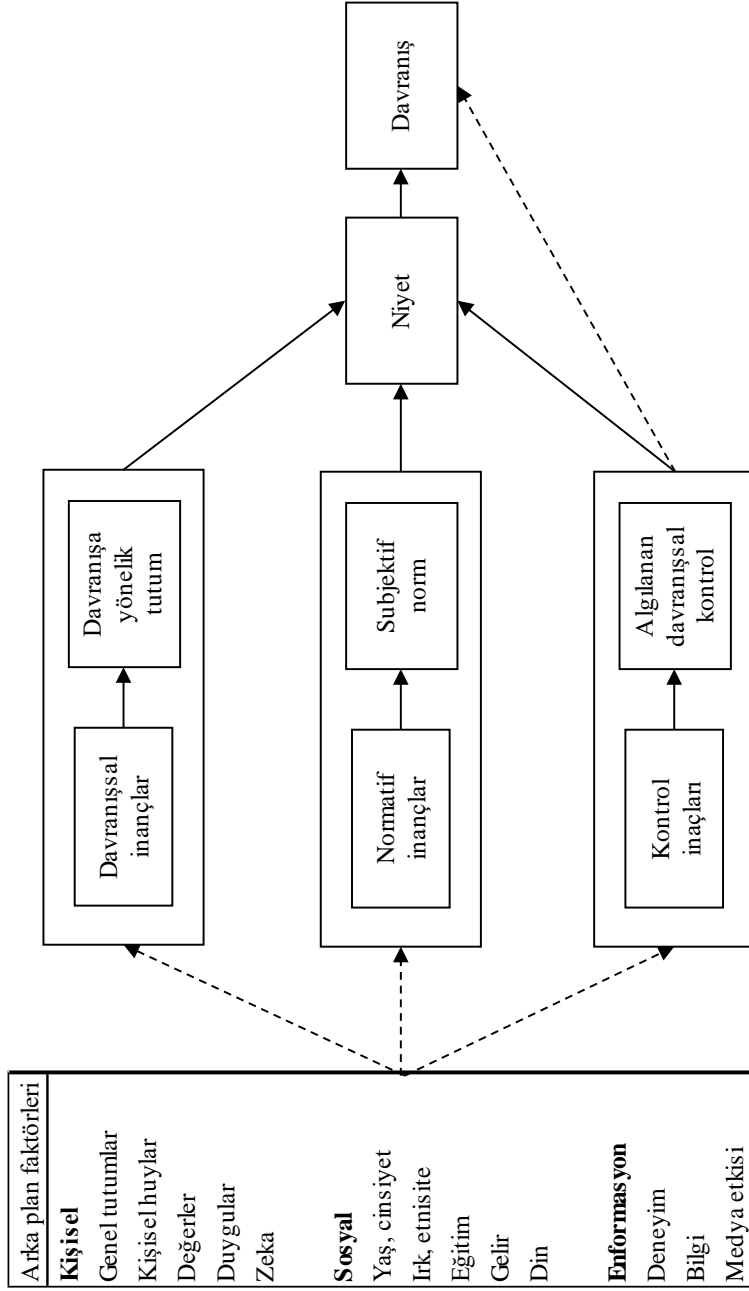 Arka plan faktörleri
Kişisel
Genel tutumlar
Kişisel huylar
Değerler
Duygular
Zeka
Sosyal
Yaş, cinsiyet
Irk, etnisite
Eğitim
Gelir
Din
Enformasyon
Deneyim
Bilgi
Medya etkisi
Davranışsal
inançlar
Davranışa
yönelik
tutum
Normatif
inançlar
Subjektif
norm
Kontrol
inaçları
Algılanan
davranışsal
kontrol
Niyet
Davranış